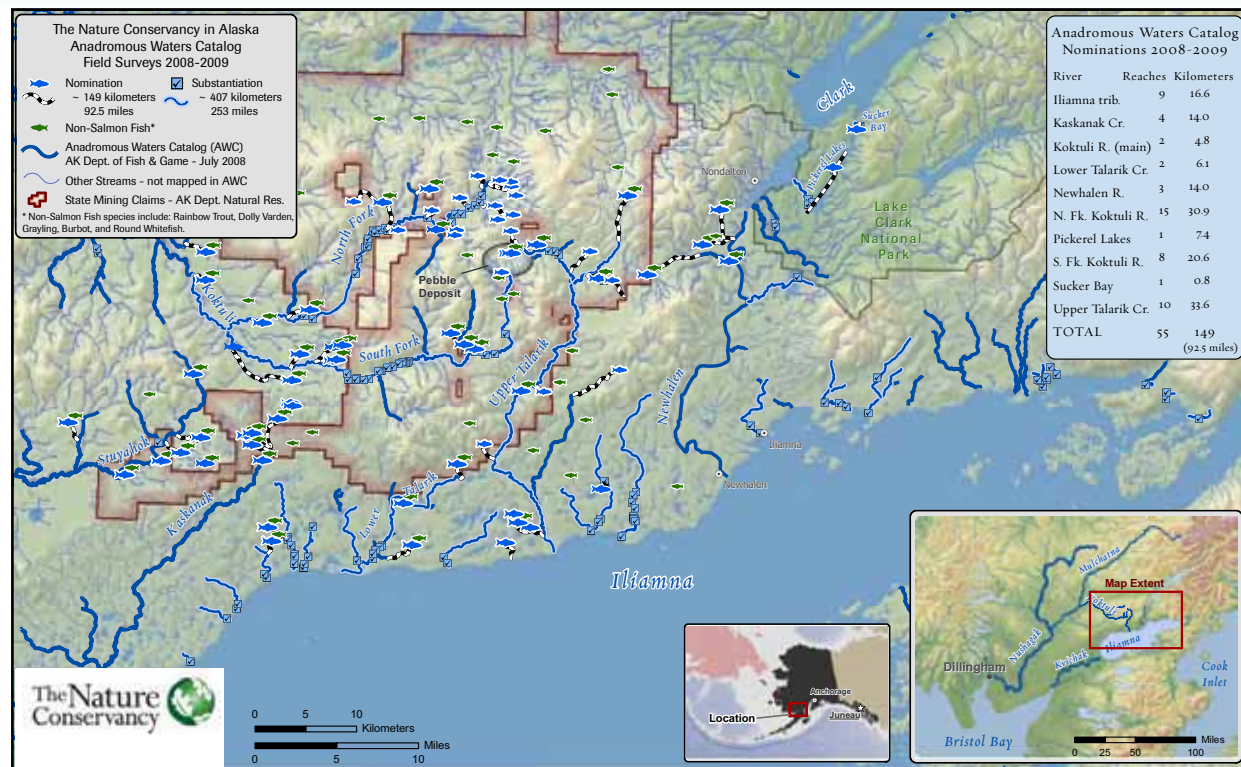 The Nature Conservancy in Alaska
Anadromous Waters Catalog
Field Surveys 2008-2009
Nomination
~ 149 kilometers
92.5 miles
Substantiation
~ 407 kilometers
253 miles
Non-Salmon Fish*
Anadromous Waters Catalog (AWC)
AK Dept. of Fish & Game - July 2008
Other Streams - not mapped in AWC
State Mining Claims - AK Dept. Natural Res.
* Non-Salmon Fish species include: Rainbow Trout, Dolly Varden,
Grayling, Burbot, and Round Whitefish.
Anadromous Waters Catalog
Nominations 2008-2009
River Reaches Kilometers
Iliamna trib. 9 16.6
Kaskanak Cr. 4 14.0
Koktuli R. (main) 2 4.8
Lower Talarik Cr. 2 6.1
Newhalen R. 3 14.0
N. Fk. Koktuli R. 15 30.9
Pickerel Lakes 1 7.4
S. Fk. Koktuli R. 8 20.6
Sucker Bay 1 0.8
Upper Talarik Cr. 10 33.6
TOTAL 55 149
(92.5 miles)
Clark
Sucker
Bay
Pickerel Lakes
Nondalton
Lake
Clark
National
Park
North Fork
Pebble
Deposit
Koktuli
South Fork
Upper Talarik
Newhalen
Iliamna
Newhalen
Stuyahok
Kaskanak
Lower
Tilarik
Iliamna
The Nature
Conservancy
0 5 10
Kilometers
0 5 10
Miles
Location
Anchorage
Juneau
Mulchatna
Map Extent
Koktuli
Nushagak
Iliamna
Kvichak
Dillingham
Cook
Inlet
Bristol Bay
Miles
0 25 50 100